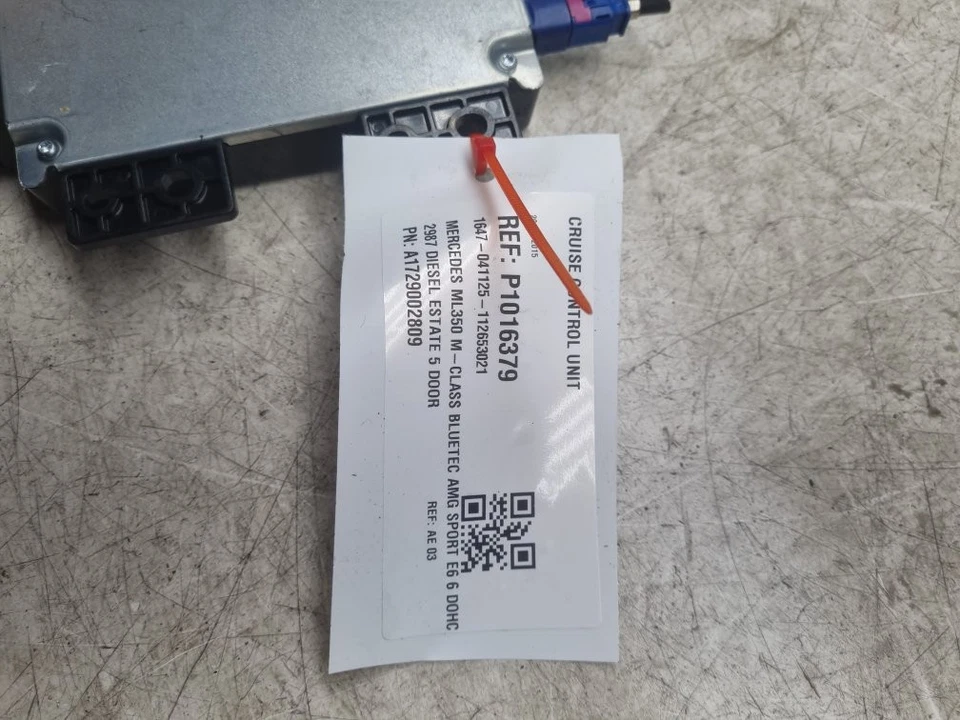 CRUISE CONTROL UNIT
2015
REF: P1016379
1647-041125-112653021
MERCEDES ML350 M-CLASS BLUETEC AMG SPORT E6 6 DOHC
2987 DIESEL ESTATE 5 DOOR
REF: AE 03
PN: A1729002809